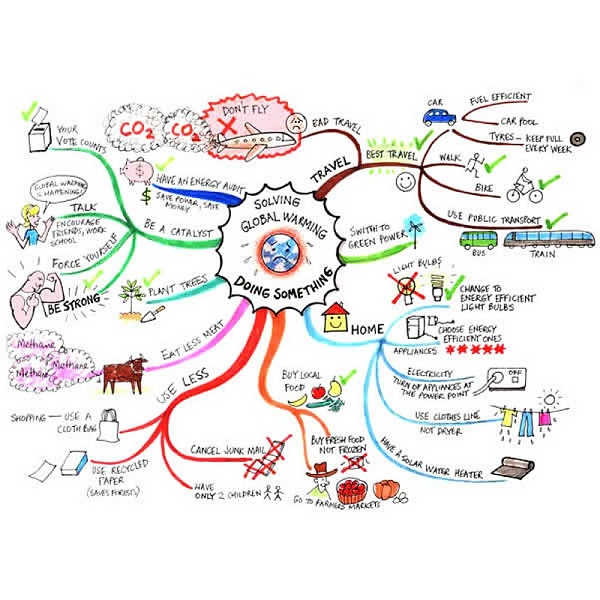 SOLVING
GLOBAL WARMING
DOING SOMETHING
TRAVEL
BAD TRAVEL
DON'T FLY
CO2
CO2
BEST TRAVEL
CAR
FUEL EFFICIENT
CAR POOL
TYRES - KEEP FULL
EVERY WEEK
WALK
BIKE
USE PUBLIC TRANSPORT
BUS
TRAIN
SWITH TO
GREEN POWER
HOME
LIGHT BULBS
CHANGE TO
ENERGY EFFICIENT
LIGHT BULBS
CHOOSE ENERGY
EFFICIENT ONES
APPLIANCES
ELECTRICITY
TURN OF APPLIANCES AT
THE POWER POINT
OFF
USE CLOTHES LINE
NOT DRYER
HAVE A SOLAR WATER HEATER
BUY LOCAL
FOOD
BUY FRESH FOOD
NOT FROZEN
GO TO FARMERS MARKETS
USE LESS
CANCEL JUNK MAIL
HAVE
ONLY 2 CHILDREN
SHOPPING - USE A
CLOTH BAG
USE RECYCLED
PAPER
(SAVES FORESTS)
EAT LESS MEAT
Methane
Methane
PLANT TREES
BE A CATALYST
YOUR
VOTE COUNTS
TALK
ENCOURAGE
FRIENDS, WORK
SCHOOL
GLOBAL WARMING
IS HAPPENING!
FORCE YOURSELF
BE STRONG
HAVE AN ENERGY AUDIT
SAVE POWER, SAVE
MONEY